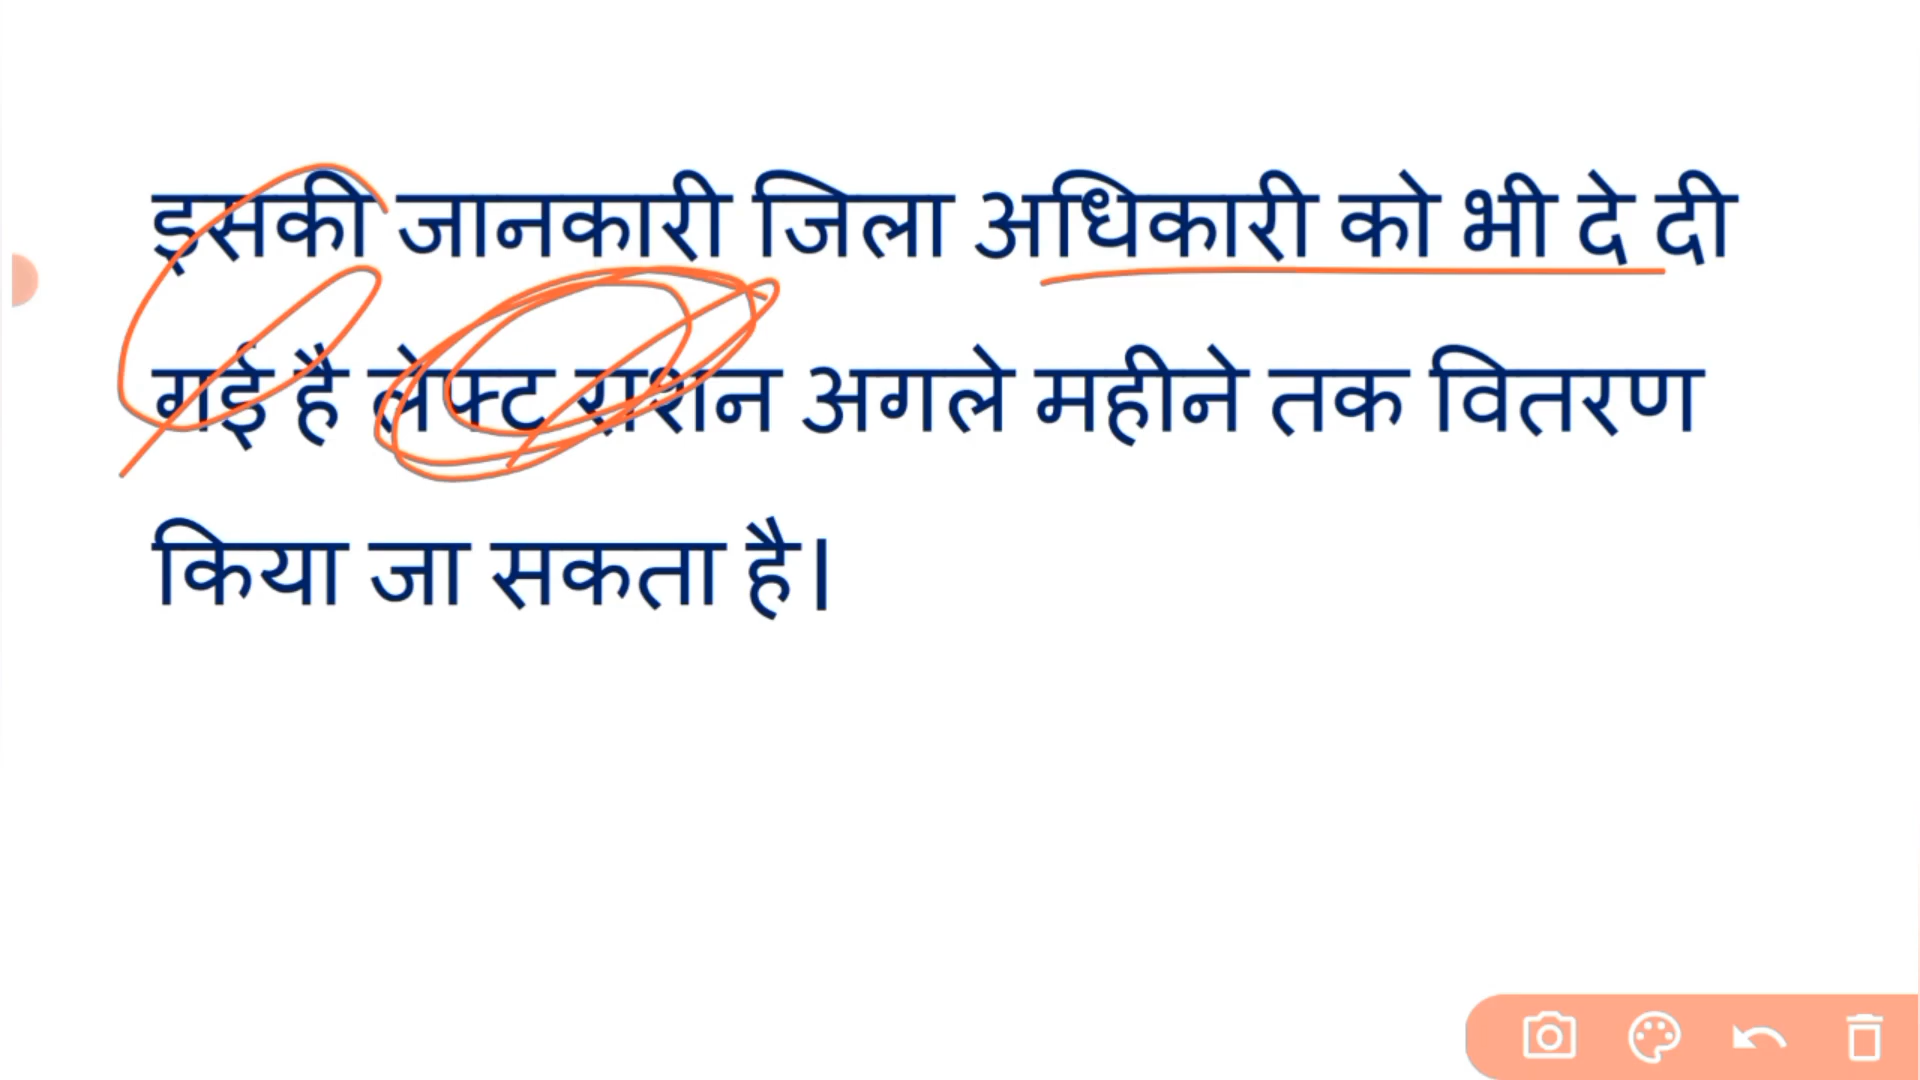 इसकी जानकारी जिला अधिकारी को भी दे दी
गई है लेफ्ट राशन अगले महीने तक वितरण
किया जा सकता है।